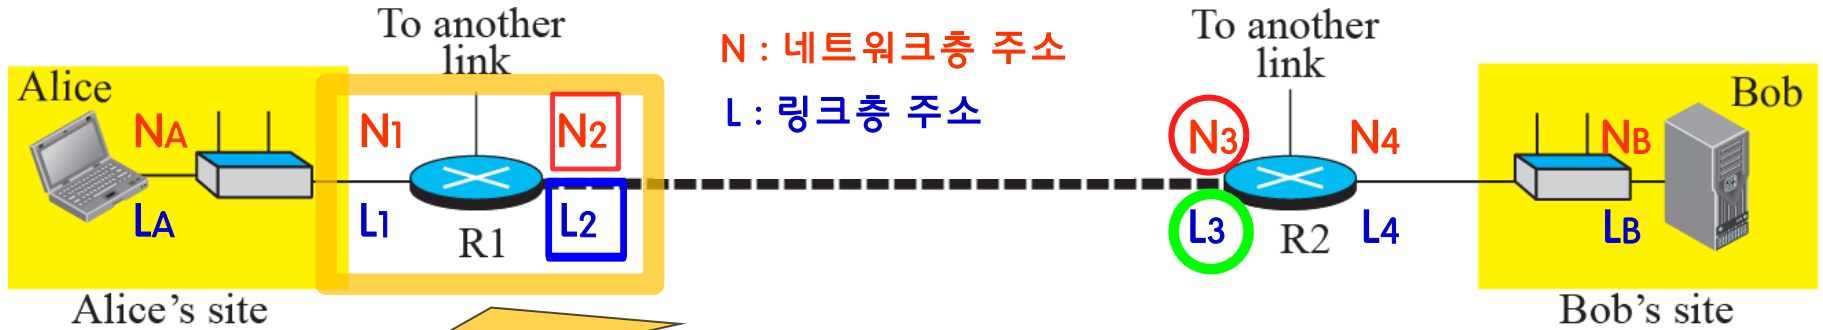 To another
link
N : 네트워크층 주소
L : 링크층 주소
To another
link
Alice
Bob
NA
N1
N2
N3
N4
NB
LA
L1
R1
L2
L3
R2
L4
LB
Alice's site
Bob's site